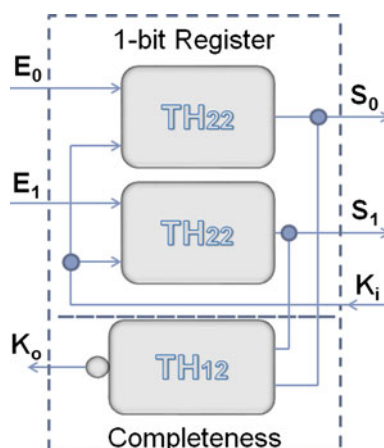 1-bit Register
E0
TH22
S0
E1
TH22
S1
Ki
Ko
TH12
Completeness